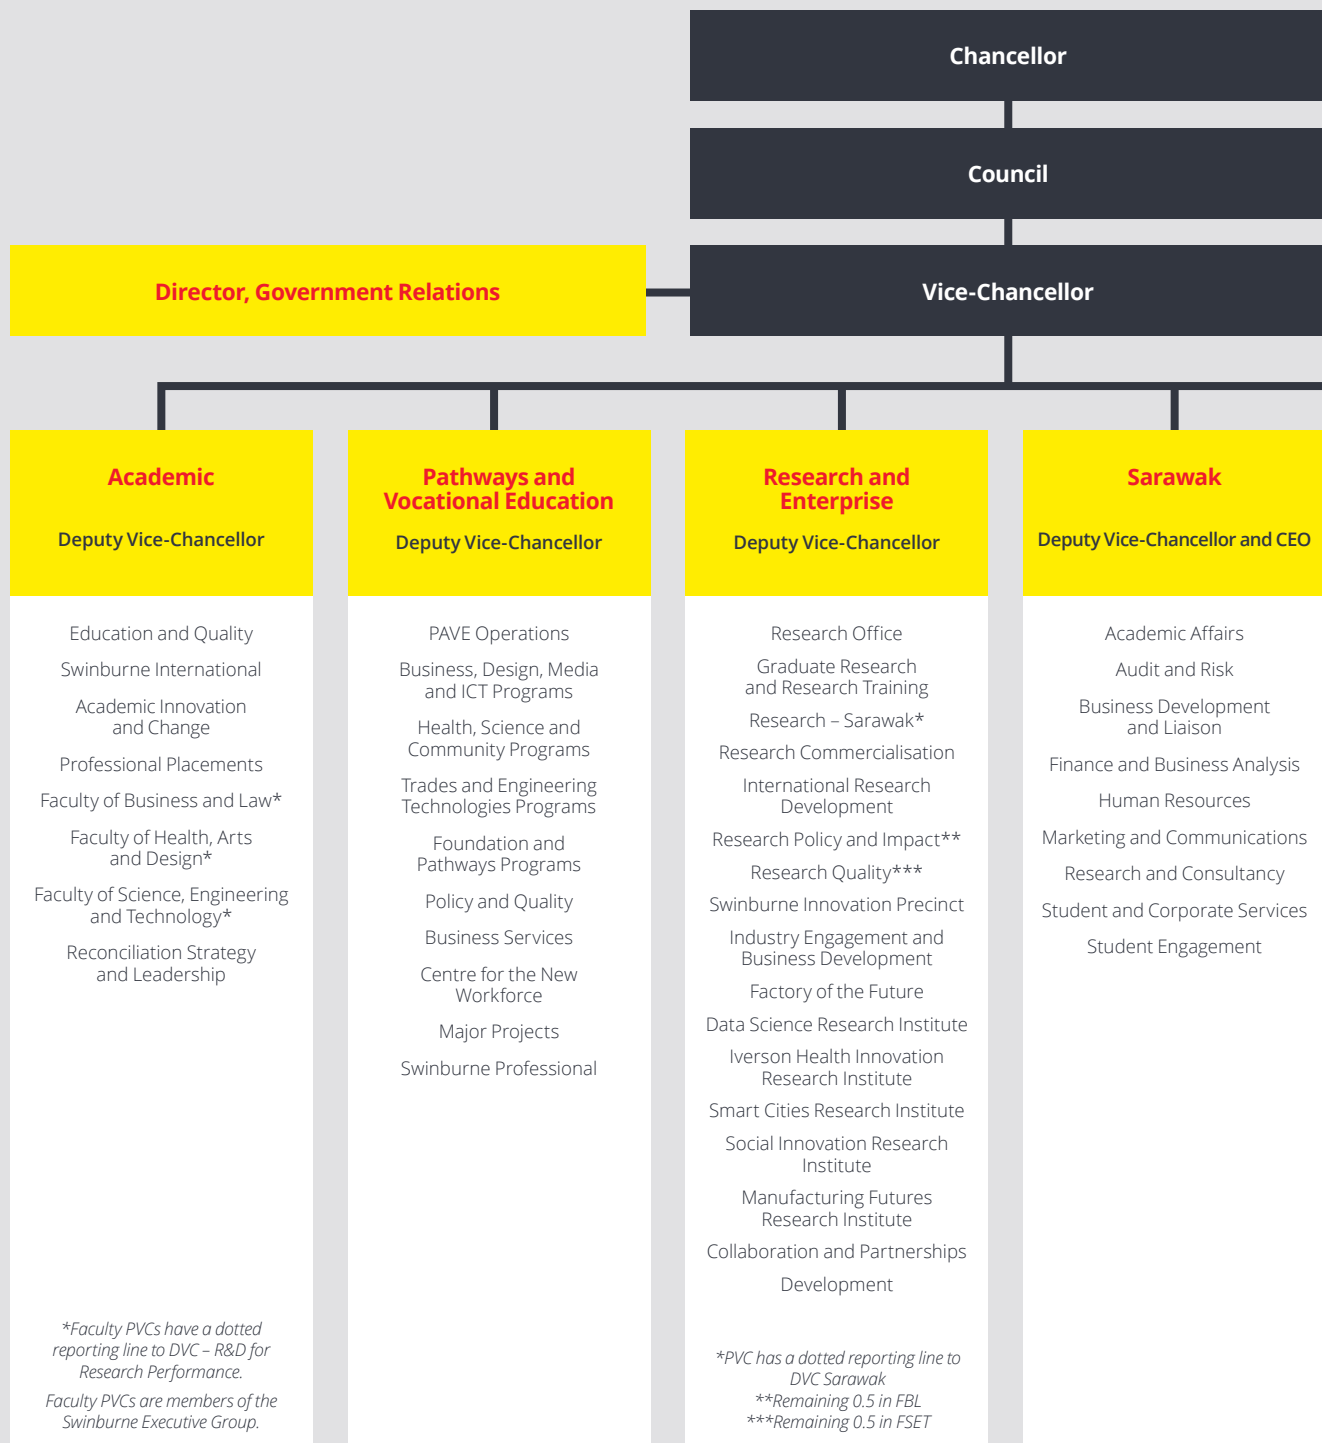 Chancellor
Council
Director, Government Relations
Vice-Chancellor
Academic
Deputy Vice-Chancellor
Education and Quality
Swinburne International
Academic Innovation
and Change
Professional Placements
Faculty of Business and Law*
Faculty of Health, Arts
and Design*
Faculty of Science, Engineering
and Technology*
Reconciliation Strategy
and Leadership
*Faculty PVCs have a dotted
reporting line to DVC – R&D for
Research Performance.
Faculty PVCs are members of the
Swinburne Executive Group.
Pathways and
Vocational Education
Deputy Vice-Chancellor
PAVE Operations
Business, Design, Media
and ICT Programs
Health, Science and
Community Programs
Trades and Engineering
Technologies Programs
Foundation and
Pathways Programs
Policy and Quality
Business Services
Centre for the New
Workforce
Major Projects
Swinburne Professional
Research and
Enterprise
Deputy Vice-Chancellor
Research Office
Graduate Research
and Research Training
Research – Sarawak*
Research Commercialisation
International Research
Development
Research Policy and Impact**
Research Quality***
Swinburne Innovation Precinct
Industry Engagement and
Business Development
Factory of the Future
Data Science Research Institute
Iverson Health Innovation
Research Institute
Smart Cities Research Institute
Social Innovation Research
Institute
Manufacturing Futures
Research Institute
Collaboration and Partnerships
Development
*PVC has a dotted reporting line to
DVC Sarawak
**Remaining 0.5 in FBL
***Remaining 0.5 in FSET
Sarawak
Deputy Vice-Chancellor and CEO
Academic Affairs
Audit and Risk
Business Development
and Liaison
Finance and Business Analysis
Human Resources
Marketing and Communications
Research and Consultancy
Student and Corporate Services
Student Engagement